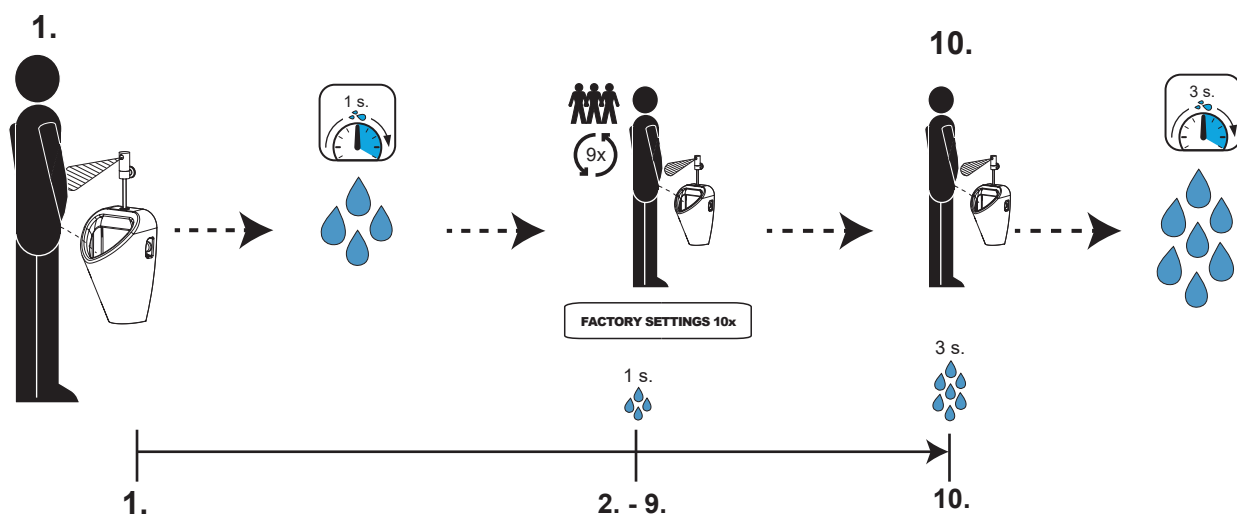 1.
10.
1 s.
3 s.
9x
FACTORY SETTINGS 10x
1 s.
3 s.
1.
2. - 9.
10.